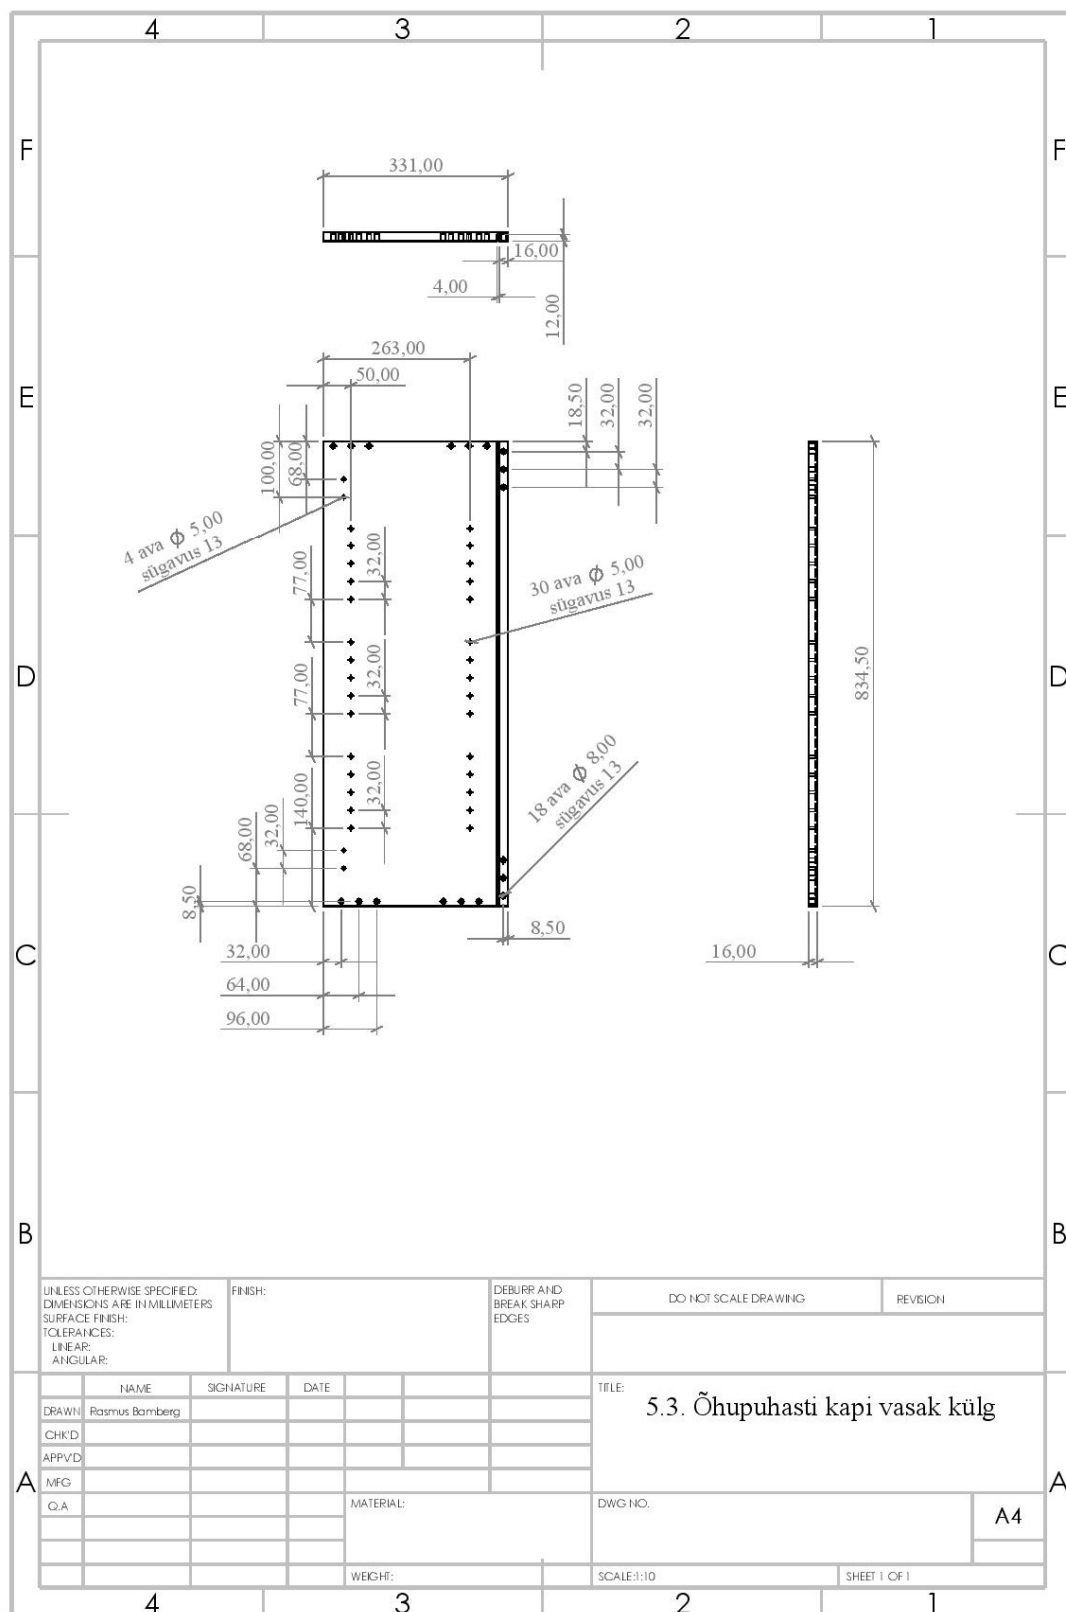 4 3 2 1
F F
331,00
16,00
4,00
12,00
263,00
50,00
E E
18,50
32,00
32,00
100,00
68,00
4 ava ϕ 5,00
sügavus 13
77,00
32,00
30 ava ϕ 5,00
sügavus 13
D D
77,00
32,00
834,50
18 ava ϕ 8,00
sügavus 13
140,00
32,00
32,00
68,00
8,50
8,50
C C
32,00
16,00
64,00
96,00
B B
UNLESS OTHERWISE SPECIFIED:
DIMENSIONS ARE IN MILLIMETERS
SURFACE FINISH:
TOLERANCES:
LINEAR:
ANGULAR:
FINISH:
DEBURR AND
BREAK SHARP
EDGES
DO NOT SCALE DRAWING
REVISION
NAME SIGNATURE DATE
TITLE:
5.3. Õhupuhasti kapi vasak külg
DRAWN Rasmus Bamberg
CHK'D
APPV'D
MFG
Q.A
A A
MATERIAL:
DWG NO.
A4
WEIGHT:
SCALE:1:10
SHEET 1 OF 1
4 3 2 1